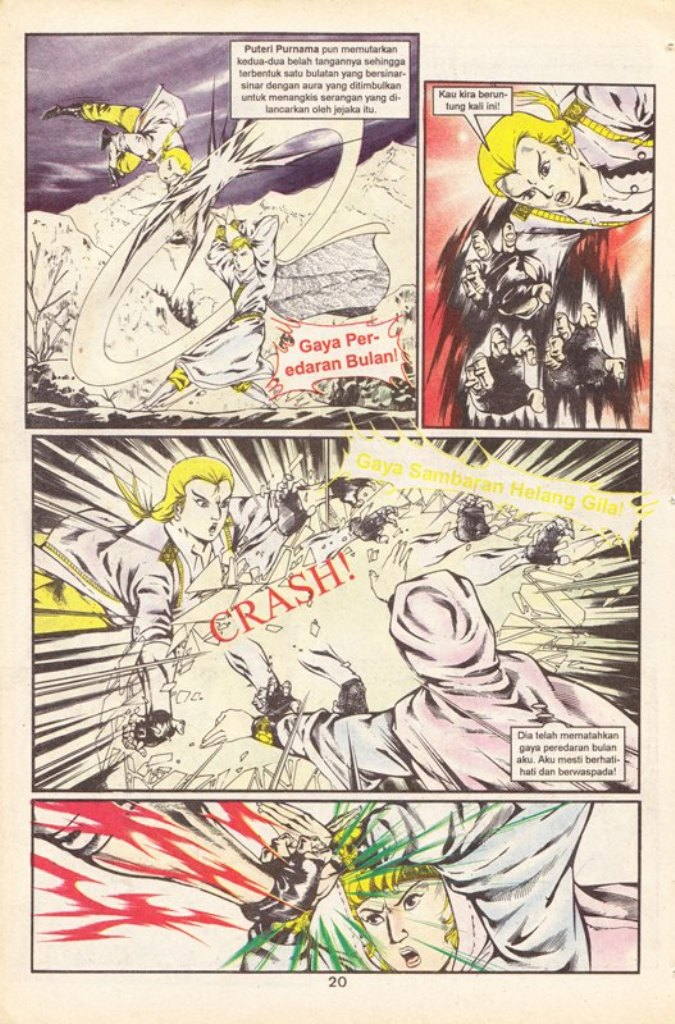 Puteri Purnama pun memutarkan
kedua-dua belah tangannya sehingga
terbentuk satu bulatan yang bersinar-
sinar dengan aura yang ditimbulkan
untuk menangkis serangan yang di-
lancarkan oleh jejaka itu.
Gaya Per-
edaran Bulan!
Kau kira berun-
tung kali ini!
Gaya Sambaran Helang Gila!
CRASH!
Dia telah mematahkan
gaya peredaran bulan
aku. Aku mesti berhati-
hati dan berwaspada!
20